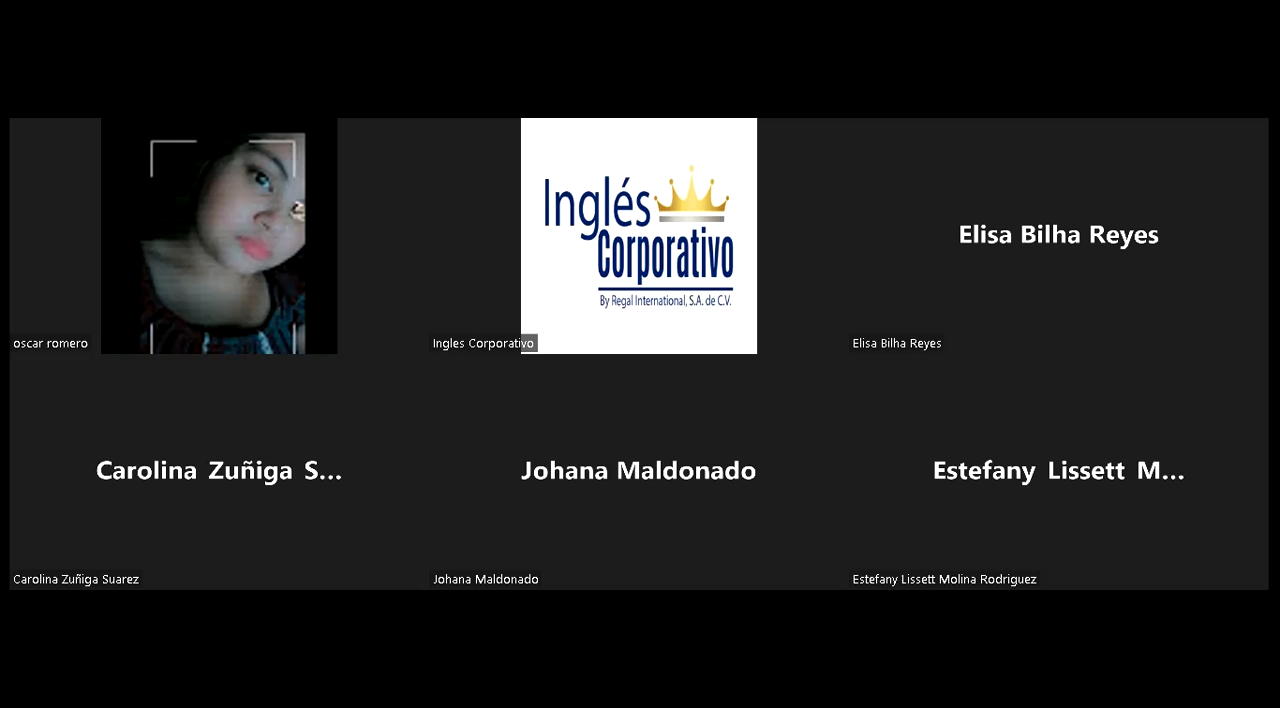 Inglés
Corporativo
By Regal International, S.A. de C.V.
Elisa Bilha Reyes
oscar romero
Ingles Corporativo
Elisa Bilha Reyes
Carolina Zuñiga S...
Johana Maldonado
Estefany Lissett M...
Carolina Zuñiga Suarez
Johana Maldonado
Estefany Lissett Molina Rodriguez